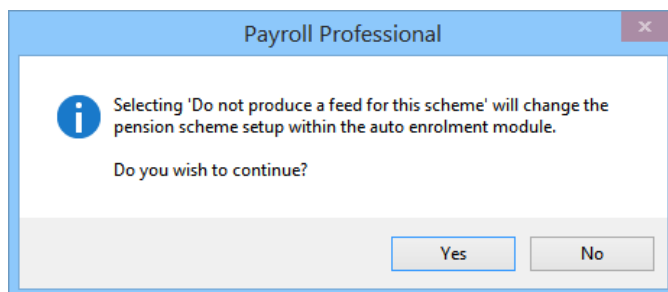 Payroll Professional
Selecting 'Do not produce a feed for this scheme' will change the
pension scheme setup within the auto enrolment module.
Do you wish to continue?
Yes
No